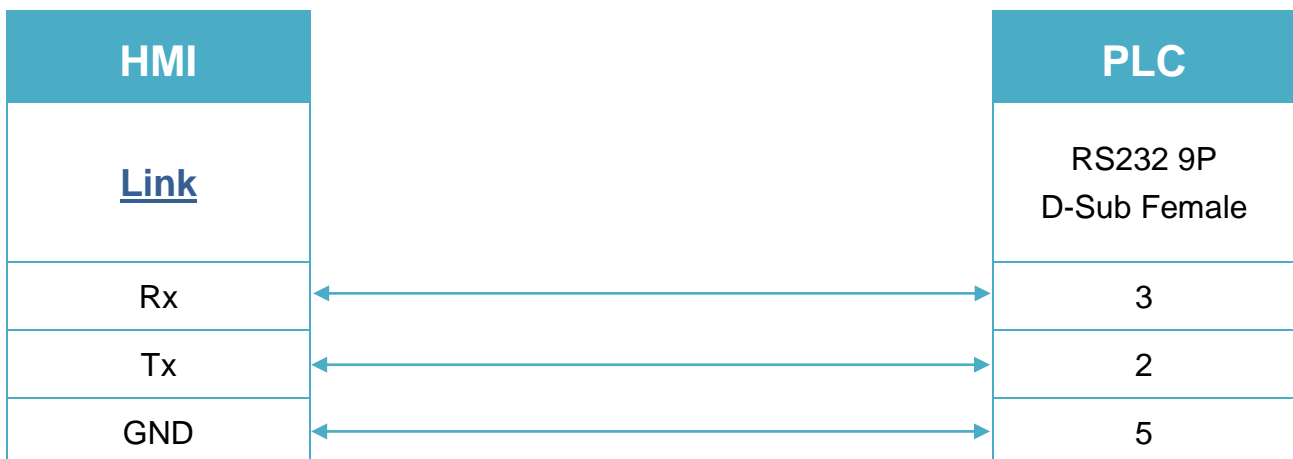 HMI PLC
Link RS232 9P
D-Sub Female
Rx 3
Tx 2
GND 5